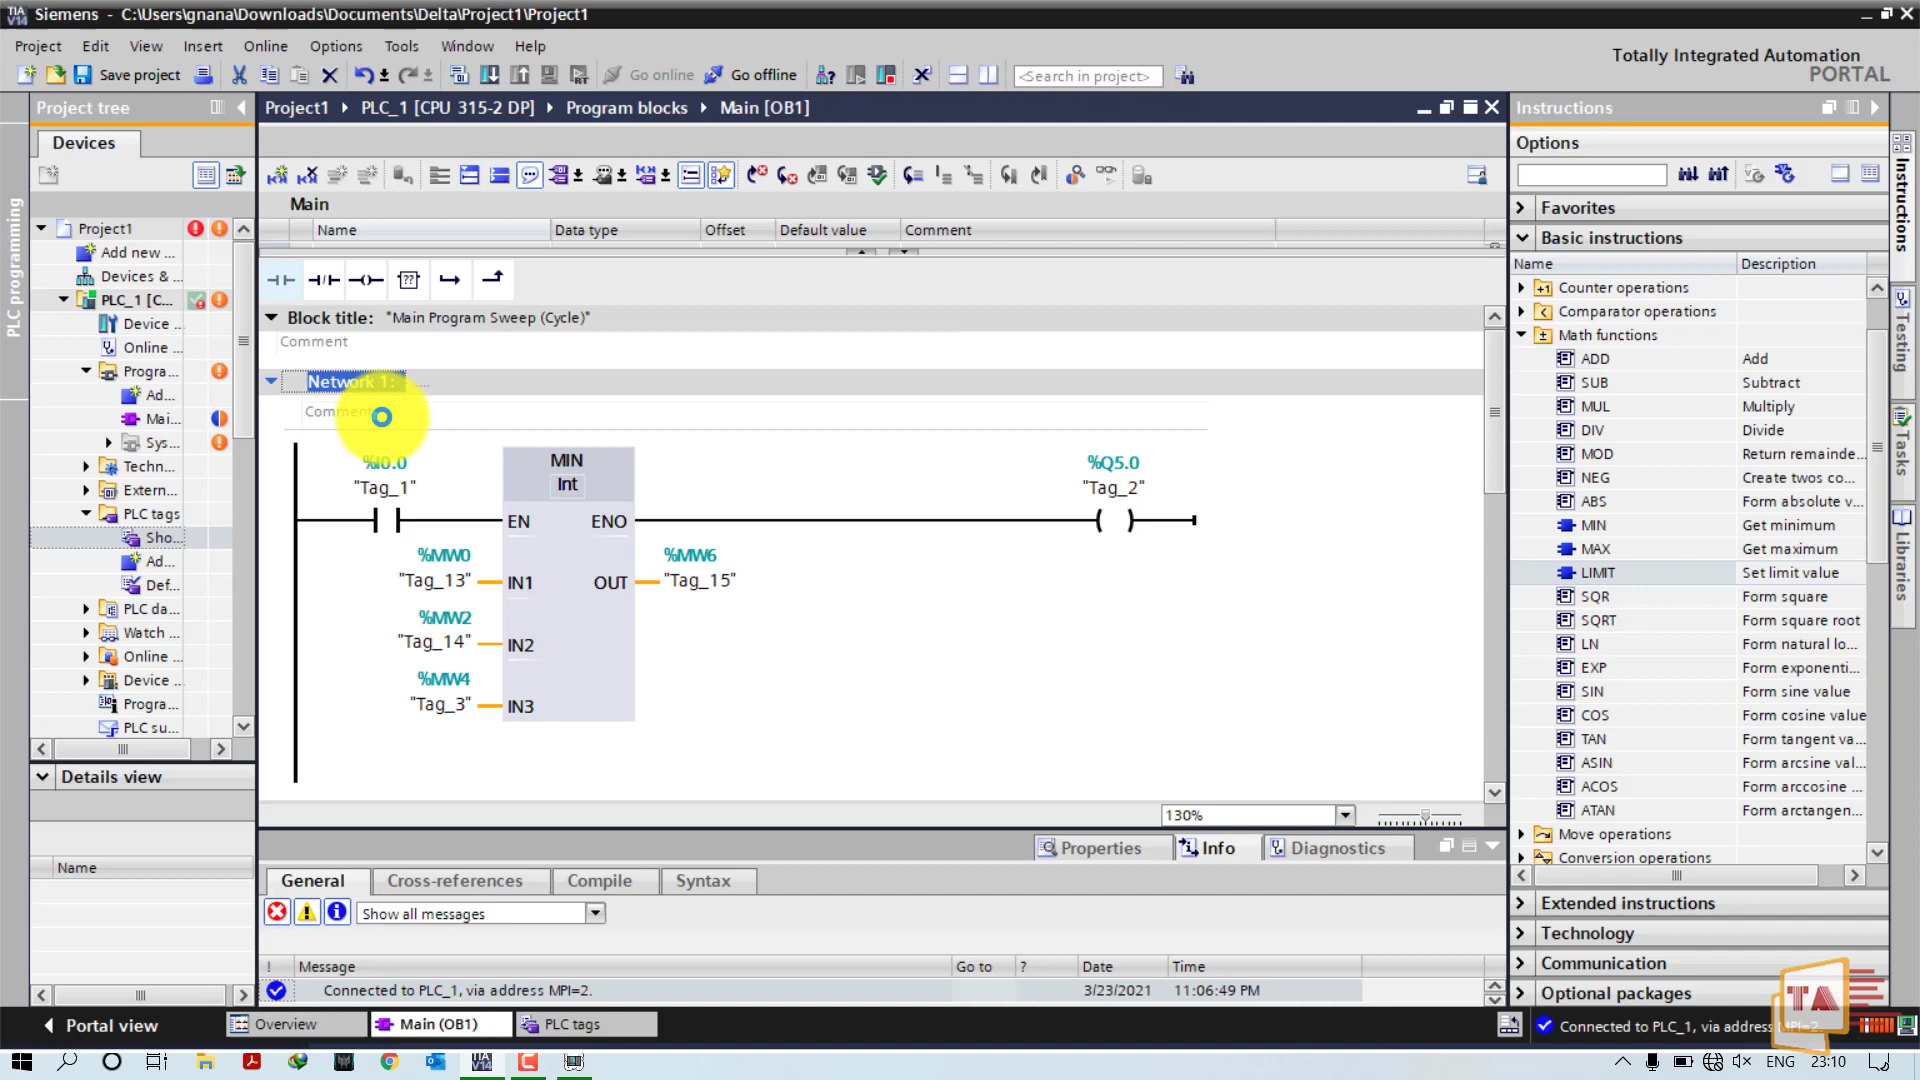 TIA V14 Siemens - C:\Users\gnana\Downloads\Documents\Delta\Project1\Project1
Project Edit View Insert Online Options Tools Window Help
Totally Integrated Automation
PORTAL
Save project Go online Go offline <Search in project>
Project tree
Project1 PLC_1 [CPU 315-2 DP] Program blocks Main [OB1]
Instructions
Devices
Options
PLC programming
Main
Name Data type Offset Default value Comment
Favorites
Basic instructions
Name Description
Project1
Add new ...
Devices & ...
PLC_1 [C...
Device ...
Online ...
Progra...
Ad...
Mai...
Sys...
Techn...
Extern...
PLC tags
Sho...
Ad...
Def...
PLC da...
Watch ...
Online ...
Device ...
Progra...
PLC su...
Details view
Name
??
Block title: "Main Program Sweep (Cycle)"
Comment
Network 1: ....
Comment
%I0.0
"Tag_1"
MIN
Int
%Q5.0
"Tag_2"
EN ENO
%MW0
"Tag_13" IN1
OUT
%MW6
"Tag_15"
%MW2
"Tag_14" IN2
%MW4
"Tag_3" IN3
130%
Counter operations
Comparator operations
Math functions
ADD Add
SUB Subtract
MUL Multiply
DIV Divide
MOD Return remainde...
NEG Create twos co...
ABS Form absolute v...
MIN Get minimum
MAX Get maximum
LIMIT Set limit value
SQR Form square
SQRT Form square root
LN Form natural lo...
EXP Form exponenti...
SIN Form sine value
COS Form cosine value
TAN Form tangent va...
ASIN Form arcsine val...
ACOS Form arccosine ...
ATAN Form arctangen...
Move operations
Conversion operations
Extended instructions
Technology
Communication
Optional packages
Instructions
Testing
Tasks
Libraries
Properties Info Diagnostics
General Cross-references Compile Syntax
Show all messages
! Message Go to ? Date Time
Connected to PLC_1, via address MPI=2. 3/23/2021 11:06:49 PM
Portal view Overview Main (OB1) PLC tags
Connected to PLC_1, via address MPI=2...
TA
ENG 23:10